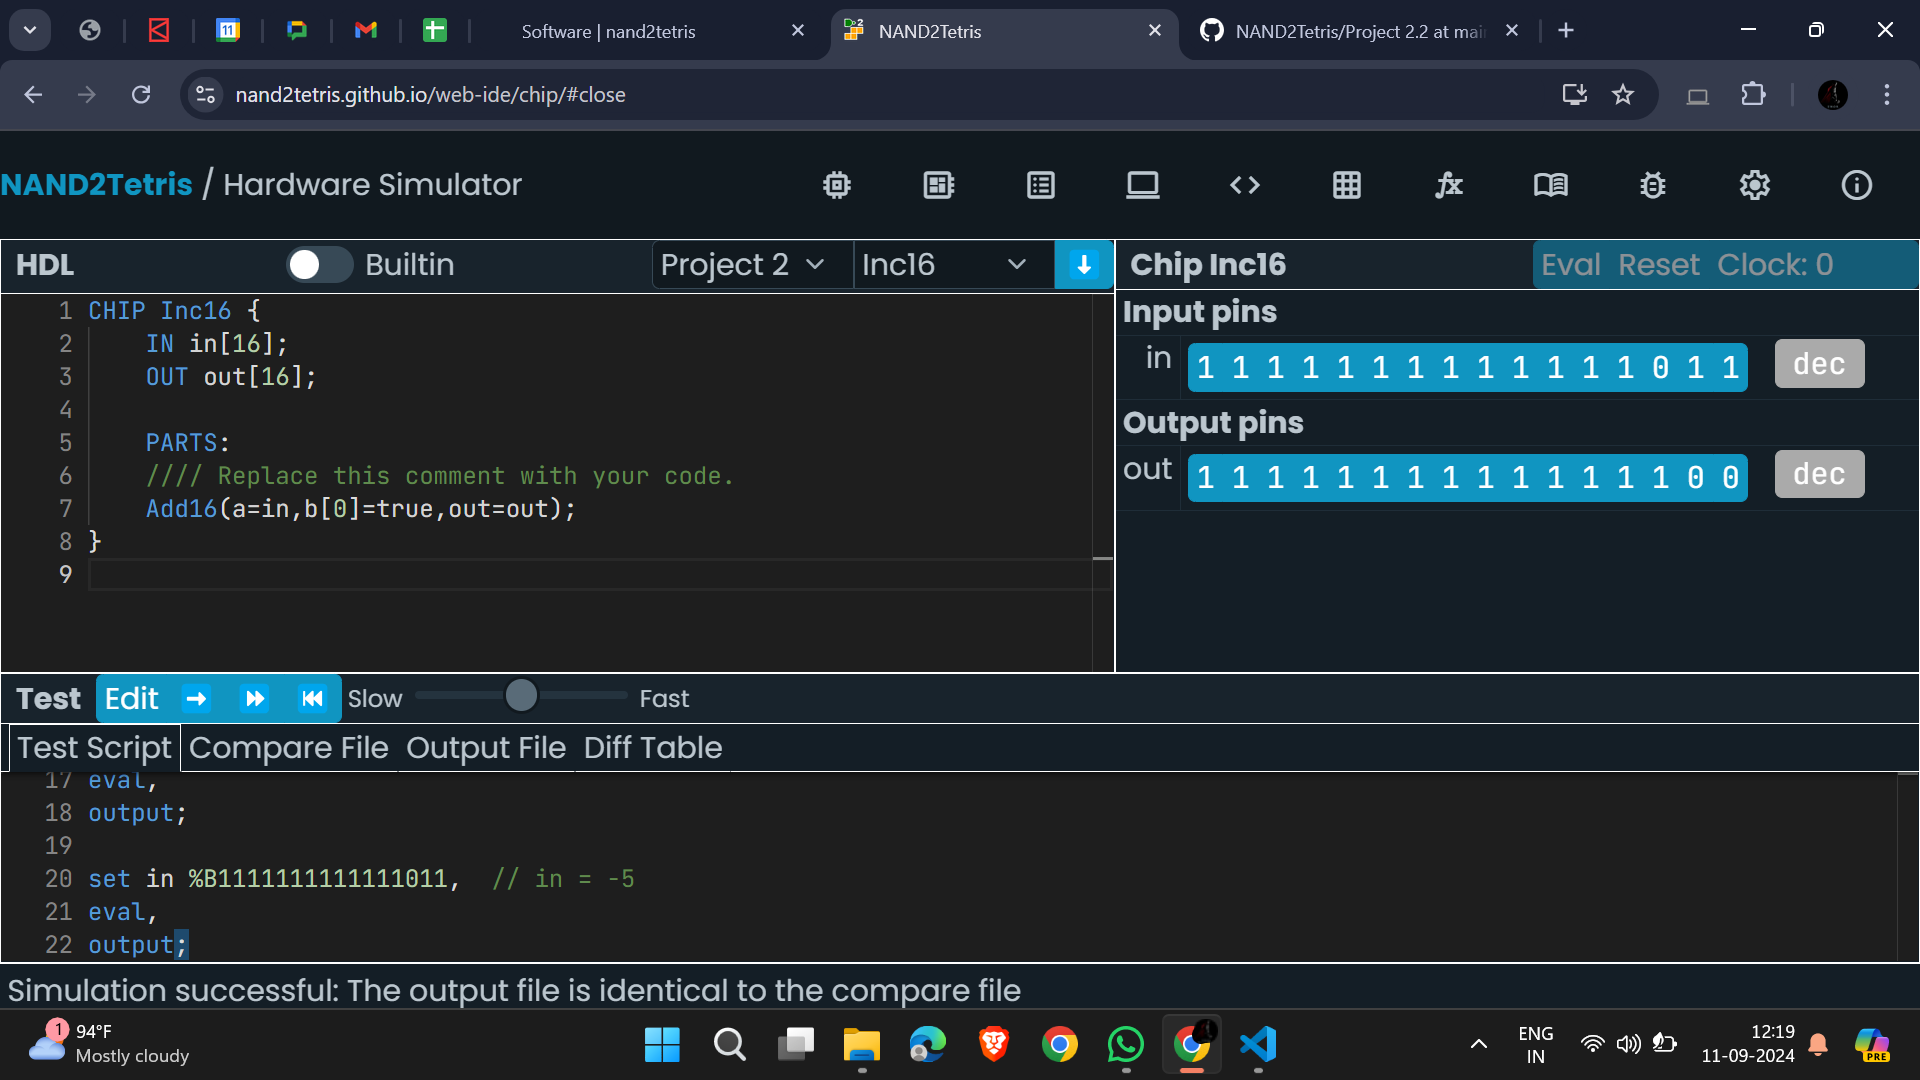 Software | nand2tetris
NAND2Tetris
NAND2Tetris/Project 2.2 at mai
nand2tetris.github.io/web-ide/chip/#close
NAND2Tetris / Hardware Simulator
HDL
Builtin
Project 2
Inc16
Chip Inc16
Eval Reset Clock: 0
1 CHIP Inc16 {
2 IN in[16];
3 OUT out[16];
4
5 PARTS:
6 //// Replace this comment with your code.
7 Add16(a=in,b[0]=true,out=out);
8 }
9
Input pins
in 1 1 1 1 1 1 1 1 1 1 1 1 1 0 1 1 dec
Output pins
out 1 1 1 1 1 1 1 1 1 1 1 1 1 1 0 0 dec
Test Edit Slow Fast
Test Script Compare File Output File Diff Table
17 eval,
18 output;
19
20 set in %B1111111111111011, // in = -5
21 eval,
22 output;
Simulation successful: The output file is identical to the compare file
1
94°F
Mostly cloudy
ENG
IN
12:19
11-09-2024
PRE